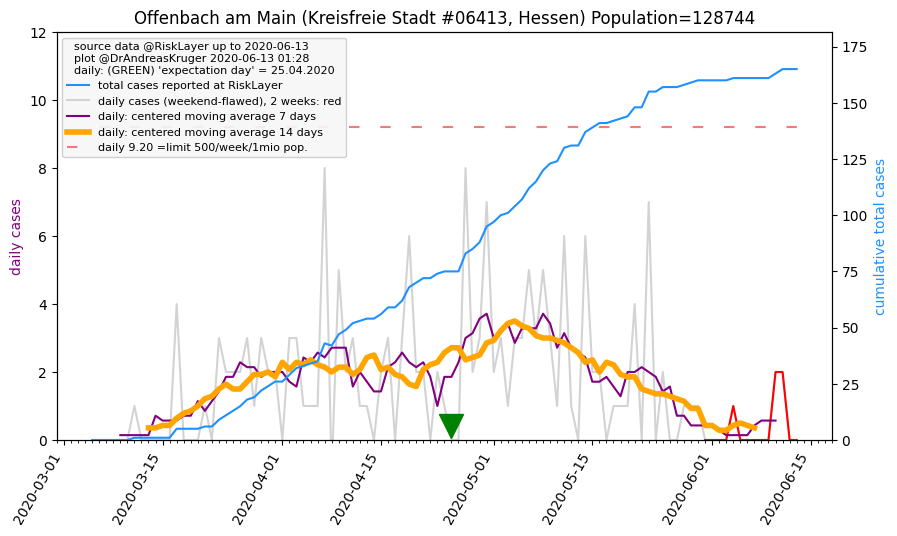 Offenbach am Main (Kreisfreie Stadt #06413, Hessen) Population=128744
source data @RiskLayer up to 2020-06-13
plot @DrAndreasKruger 2020-06-13 01:28
daily: (GREEN) 'expectation day' = 25.04.2020
total cases reported at RiskLayer
daily cases (weekend-flawed), 2 weeks: red
daily: centered moving average 7 days
daily: centered moving average 14 days
daily 9.20 =limit 500/week/1mio pop.
daily cases
12
10
8
6
4
2
0
175
150
125
100
75
50
25
0
cumulative total cases
2020-03-01
2020-03-15
2020-04-01
2020-04-15
2020-05-01
2020-05-15
2020-06-01
2020-06-15